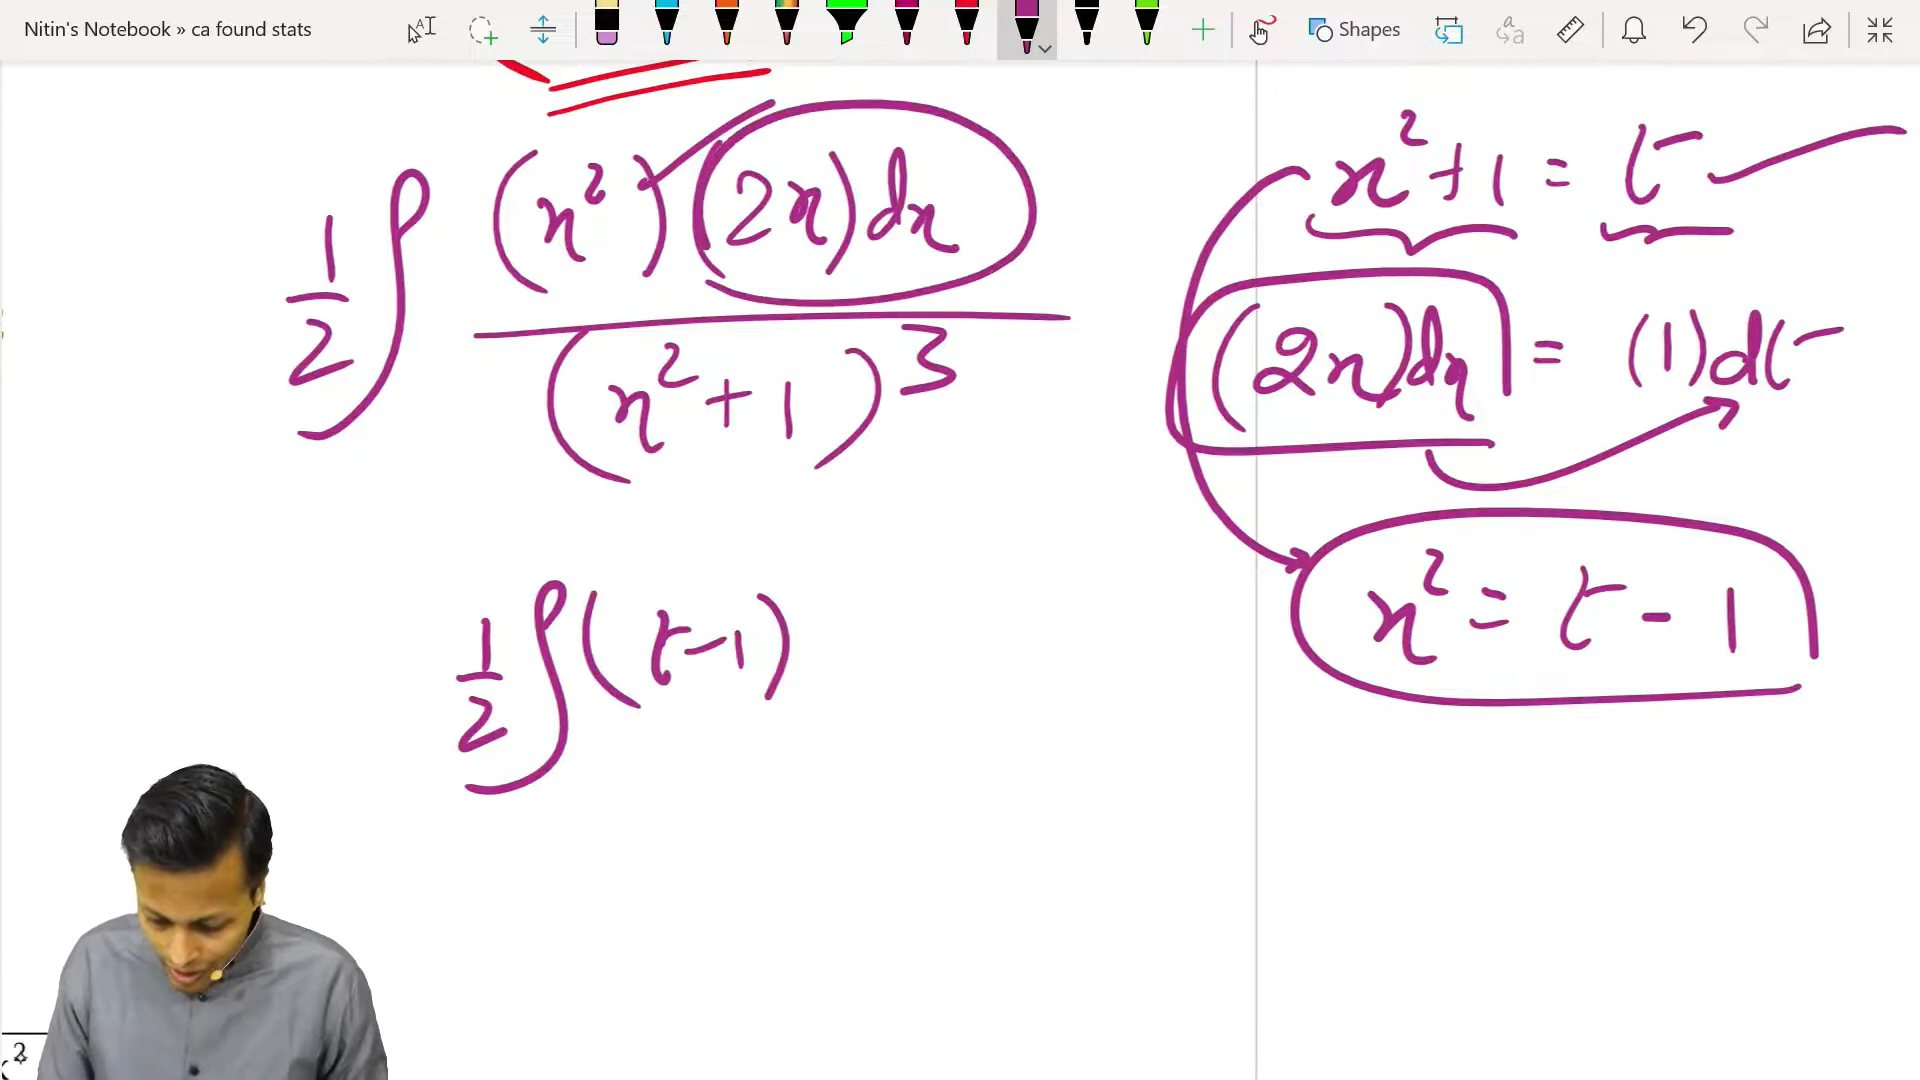 Nitin's Notebook » ca found stats
Shapes
1/2 ∫ (x²)(2x)dx / (x²+1)³
x²+1 = t
(2x)dx = (1)dt
x² = t-1
1/2 ∫ (t-1)
2